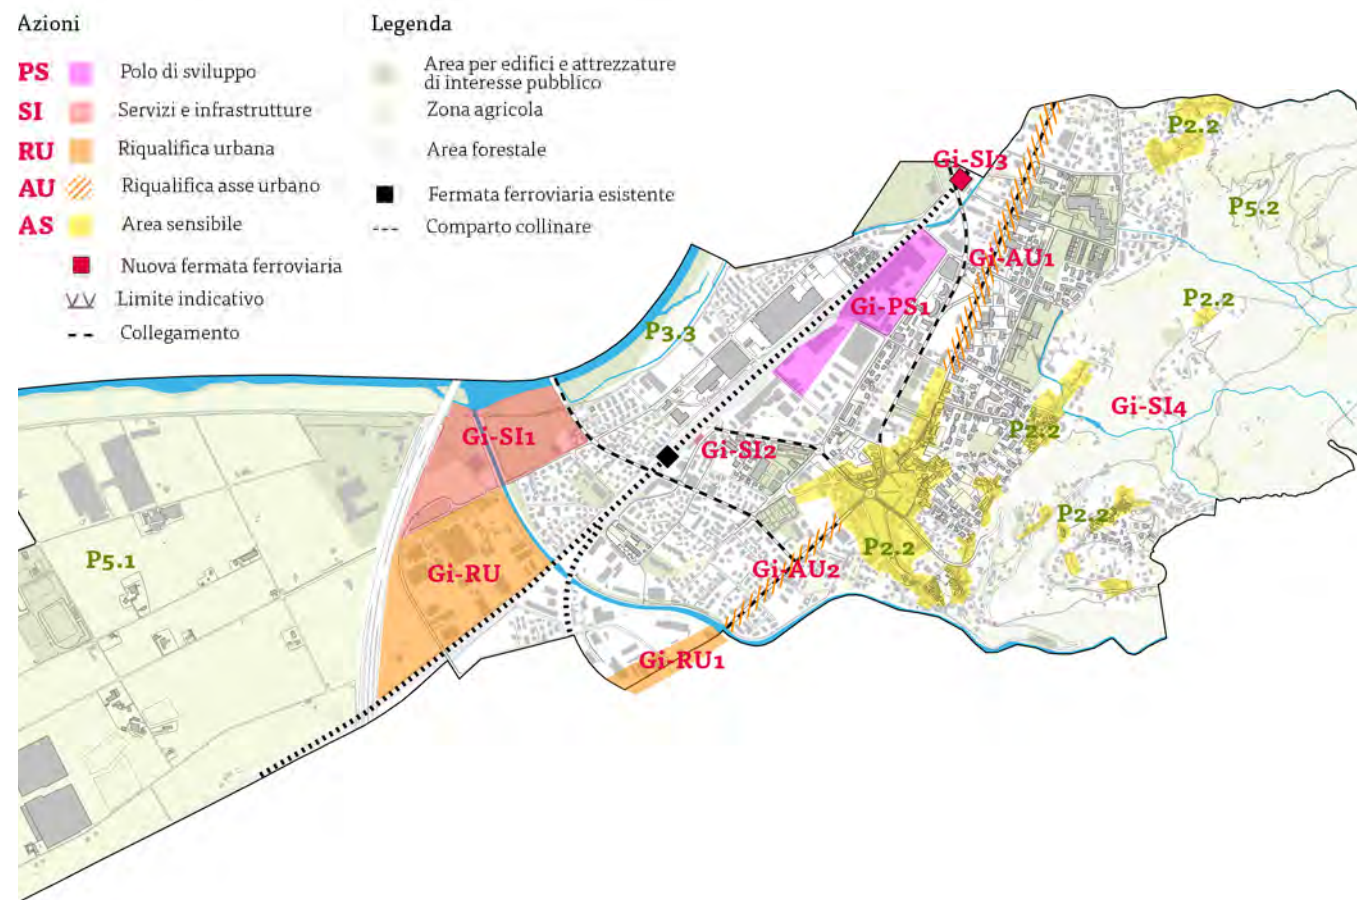 Azioni
PS Polo di sviluppo
SI Servizi e infrastrutture
RU Riqualifica urbana
AU Riqualifica asse urbano
AS Area sensibile
Nuova fermata ferroviaria
Limite indicativo
Collegamento
Legenda
Area per edifici e attrezzature
di interesse pubblico
Zona agricola
Area forestale
Fermata ferroviaria esistente
Comparto collinare
P2.2
Gi-SI3
P5.2
Gi-AU1
P2.2
Gi-PS1
P3.3
Gi-SI4
P2.2
Gi-SI1
Gi-SI2
P2.2
P2.2
P5.1
Gi-RU
Gi-AU2
Gi-RU1